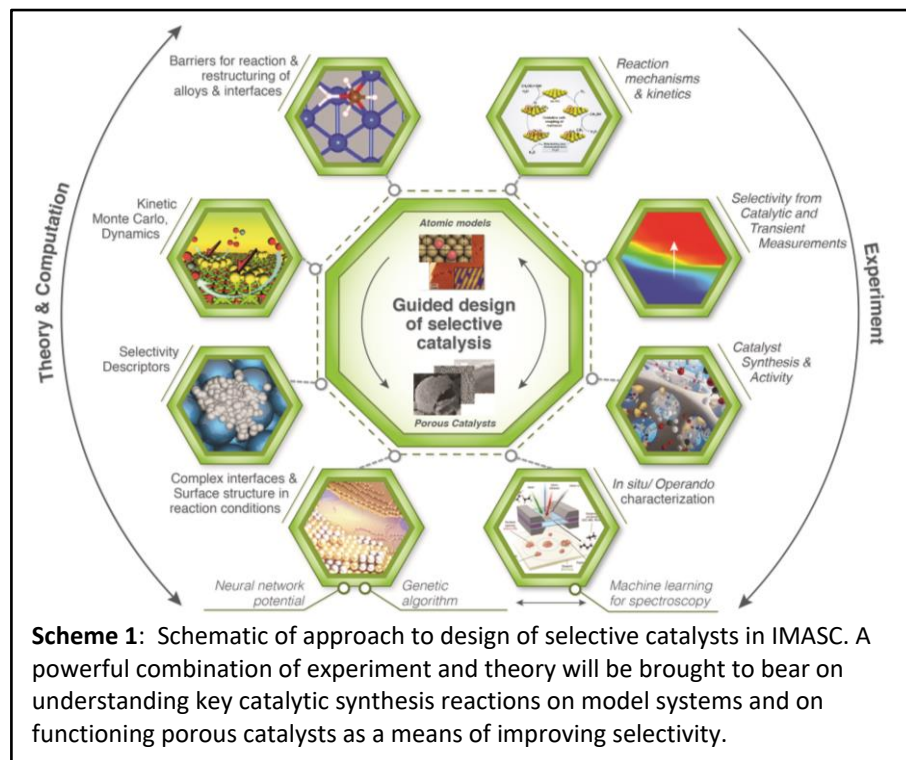 Barriers for reaction &
restructuring of
alloys & interfaces
Reaction
mechanisms
& kinetics
Kinetic
Monte Carlo,
Dynamics
Selectivity from
Catalytic and
Transient
Measurements
Theory & Computation
Experiment
Atomic models
Guided design
of selective
catalysis
Porous Catalysts
Selectivity
Descriptors
Catalyst
Synthesis &
Activity
Complex interfaces &
Surface structure in
reaction conditions
In situ/ Operando
characterization
Neural network
potential
Genetic
algorithm
Machine learning
for spectroscopy
Scheme 1: Schematic of approach to design of selective catalysts in IMASC. A
powerful combination of experiment and theory will be brought to bear on
understanding key catalytic synthesis reactions on model systems and on
functioning porous catalysts as a means of improving selectivity.